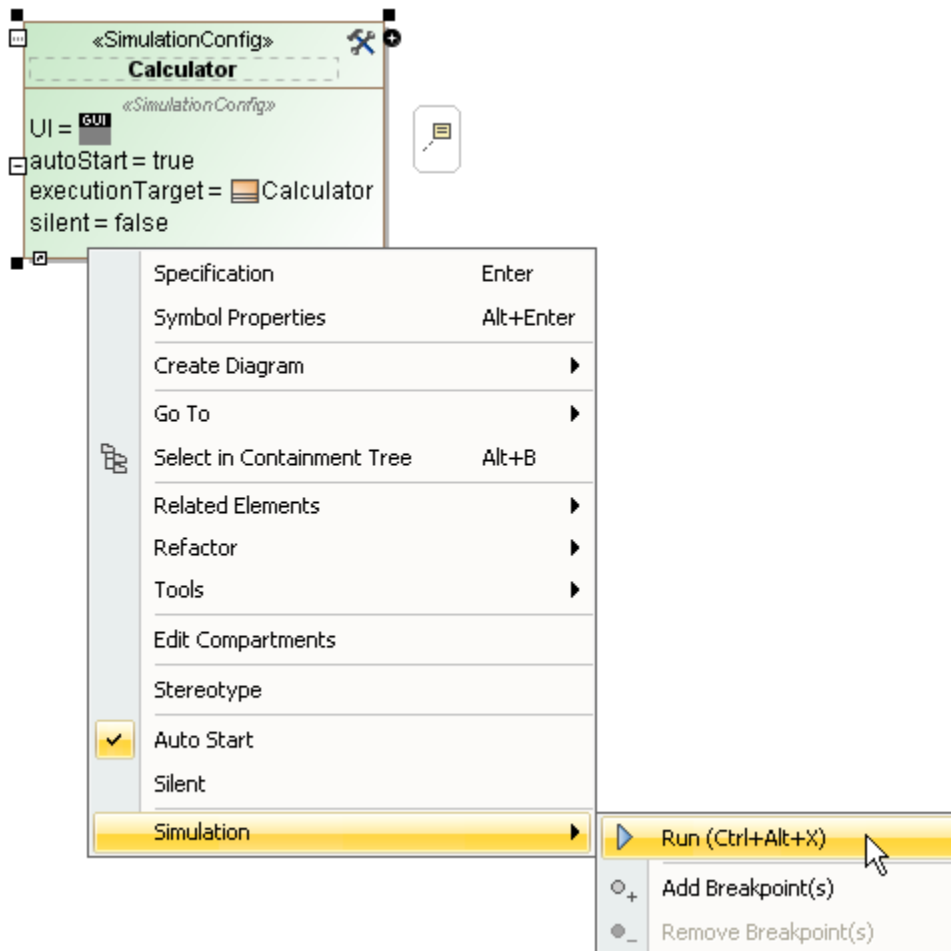 «SimulationConfig»
Calculator
«SimulationConfig»
UI = GUI
autoStart = true
executionTarget = Calculator
silent = false
Specification Enter
Symbol Properties Alt+Enter
Create Diagram
Go To
Select in Containment Tree Alt+B
Related Elements
Refactor
Tools
Edit Compartments
Stereotype
Auto Start
Silent
Simulation
Run (Ctrl+Alt+X)
Add Breakpoint(s)
Remove Breakpoint(s)